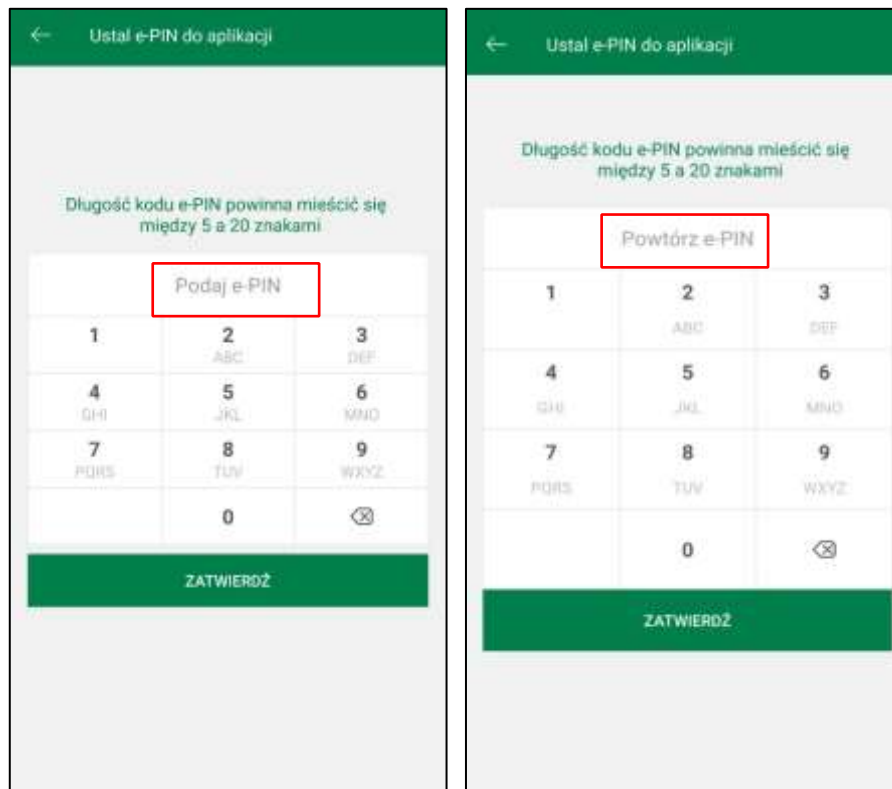 Ustal e-PIN do aplikacji
Długość kodu e-PIN powinna mieścić się
między 5 a 20 znakami
Podaj e-PIN
1 2 3
ABC DEF
4 5 6
GHI JKL MNO
7 8 9
PQRS TUV WXYZ
0
ZATWIERDŹ
Ustal e-PIN do aplikacji
Długość kodu e-PIN powinna mieścić się
między 5 a 20 znakami
Powtórz e-PIN
1 2 3
ABC DEF
4 5 6
GHI JKL MNO
7 8 9
PQRS TUV WXYZ
0
ZATWIERDŹ